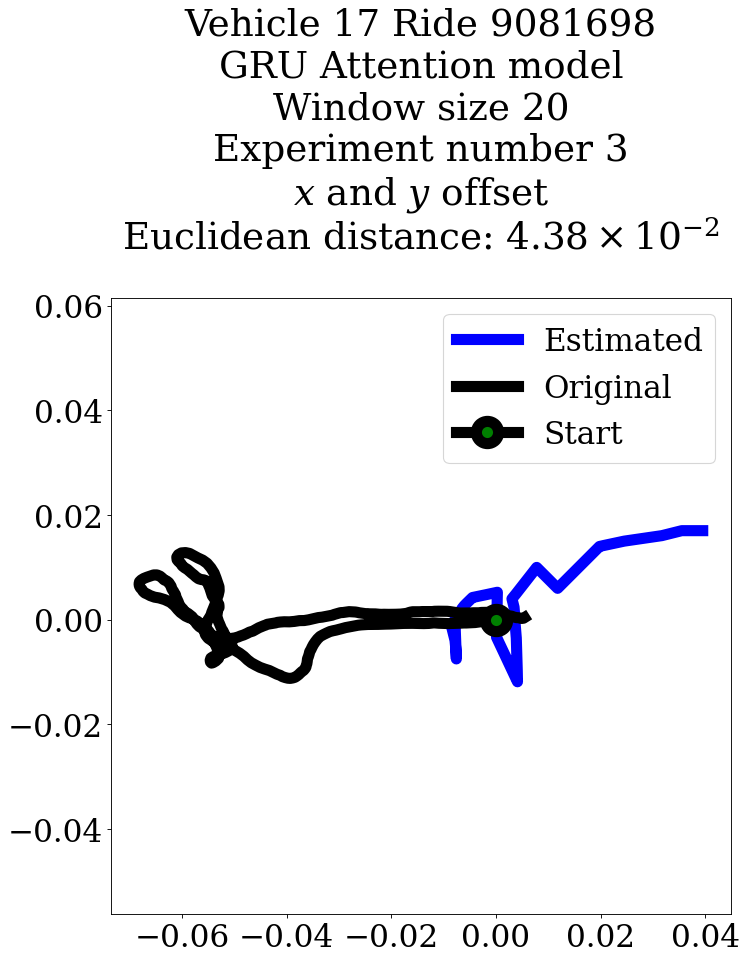 Vehicle 17 Ride 9081698
GRU Attention model
Window size 20
Experiment number 3
x and y offset
Euclidean distance: 4.38 × 10⁻²
Estimated
Original
Start
0.06
0.04
0.02
0.00
−0.02
−0.04
−0.06 −0.04 −0.02 0.00 0.02 0.04